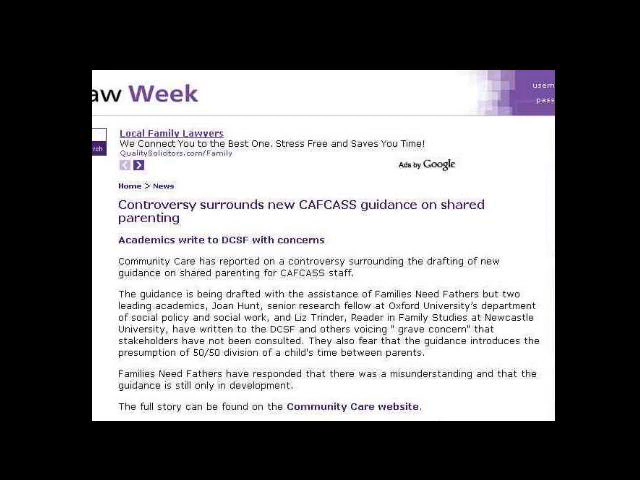 aw Week
usern
pass
rch
Local Family Lawyers
We Connect You to the Best One. Stress Free and Saves You Time!
QualitySolicitors.com/Family
Ads by Google
Home > News
Controversy surrounds new CAFCASS guidance on shared
parenting
Academics write to DCSF with concerns
Community Care has reported on a controversy surrounding the drafting of new
guidance on shared parenting for CAFCASS staff.
The guidance is being drafted with the assistance of Families Need Fathers but two
leading academics, Joan Hunt, senior research fellow at Oxford University's department
of social policy and social work, and Liz Trinder, Reader in Family Studies at Newcastle
University, have written to the DCSF and others voicing " grave concern" that
stakeholders have not been consulted. They also fear that the guidance introduces the
presumption of 50/50 division of a child's time between parents.
Families Need Fathers have responded that there was a misunderstanding and that the
guidance is still only in development.
The full story can be found on the Community Care website.